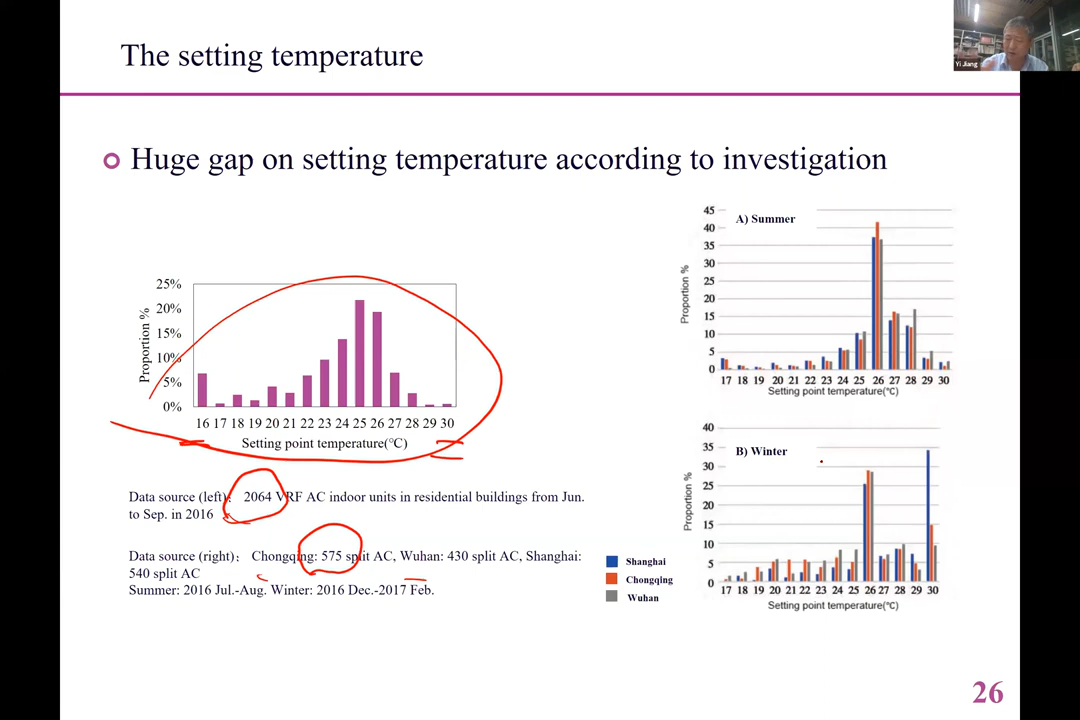 The setting temperature
Yi Jiang
Huge gap on setting temperature according to investigation
25%
20%
15%
10%
5%
0%
Proportion %
16 17 18 19 20 21 22 23 24 25 26 27 28 29 30
Setting point temperature(℃)
Data source (left)： 2064 VRF AC indoor units in residential buildings from Jun.
to Sep. in 2016
Data source (right)； Chongqing: 575 split AC, Wuhan: 430 split AC, Shanghai:
540 split AC
Summer: 2016 Jul.-Aug. Winter: 2016 Dec.-2017 Feb.
A) Summer
45
40
35
30
25
20
15
10
5
0
Proportion %
17 18 19 20 21 22 23 24 25 26 27 28 29 30
Setting point temperature(℃)
B) Winter
40
35
30
25
20
15
10
5
0
Proportion %
17 18 19 20 21 22 23 24 25 26 27 28 29 30
Setting point temperature(℃)
Shanghai
Chongqing
Wuhan
26